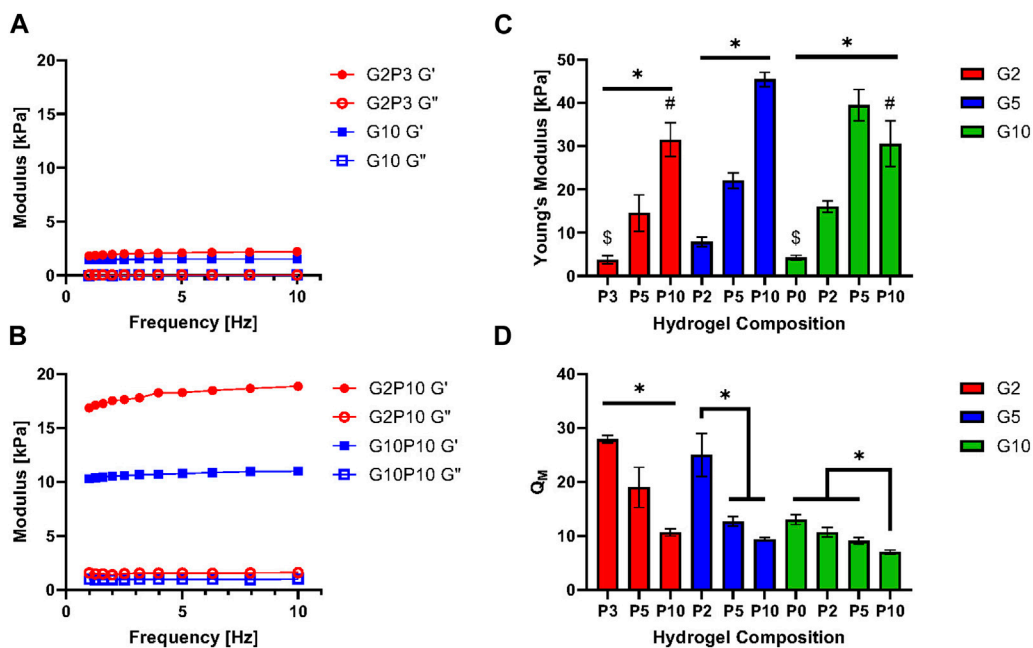 A
20
15
10
5
0
Modulus [kPa]
0 5 10
Frequency [Hz]
G2P3 G'
G2P3 G"
G10 G'
G10 G"
C
50
40
30
20
10
0
Young's Modulus [kPa]
* * *
$ # $ #
P3 P5 P10 P2 P5 P10 P0 P2 P5 P10
Hydrogel Composition
G2
G5
G10
B
20
15
10
5
0
Modulus [kPa]
0 5 10
Frequency [Hz]
G2P10 G'
G2P10 G"
G10P10 G'
G10P10 G"
D
40
30
20
10
0
QM
* * *
P3 P5 P10 P2 P5 P10 P0 P2 P5 P10
Hydrogel Composition
G2
G5
G10